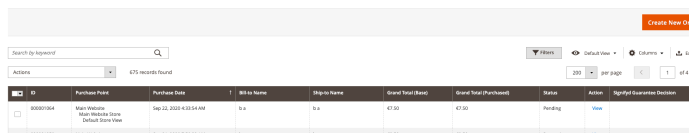 Create New Or
Search by keyword
Filters
Default View
Columns
Actions
675 records found
200
per page
1
of 4
ID
Purchase Point
Purchase Date
Bill-to Name
Ship-to Name
Grand Total (Base)
Grand Total (Purchased)
Status
Action
Signifyd Guarantee Decision
000001064
Main Website
Main Website Store
Default Store View
Sep 22, 2020 4:33:54 AM
b a
b a
€7.50
€7.50
Pending
View